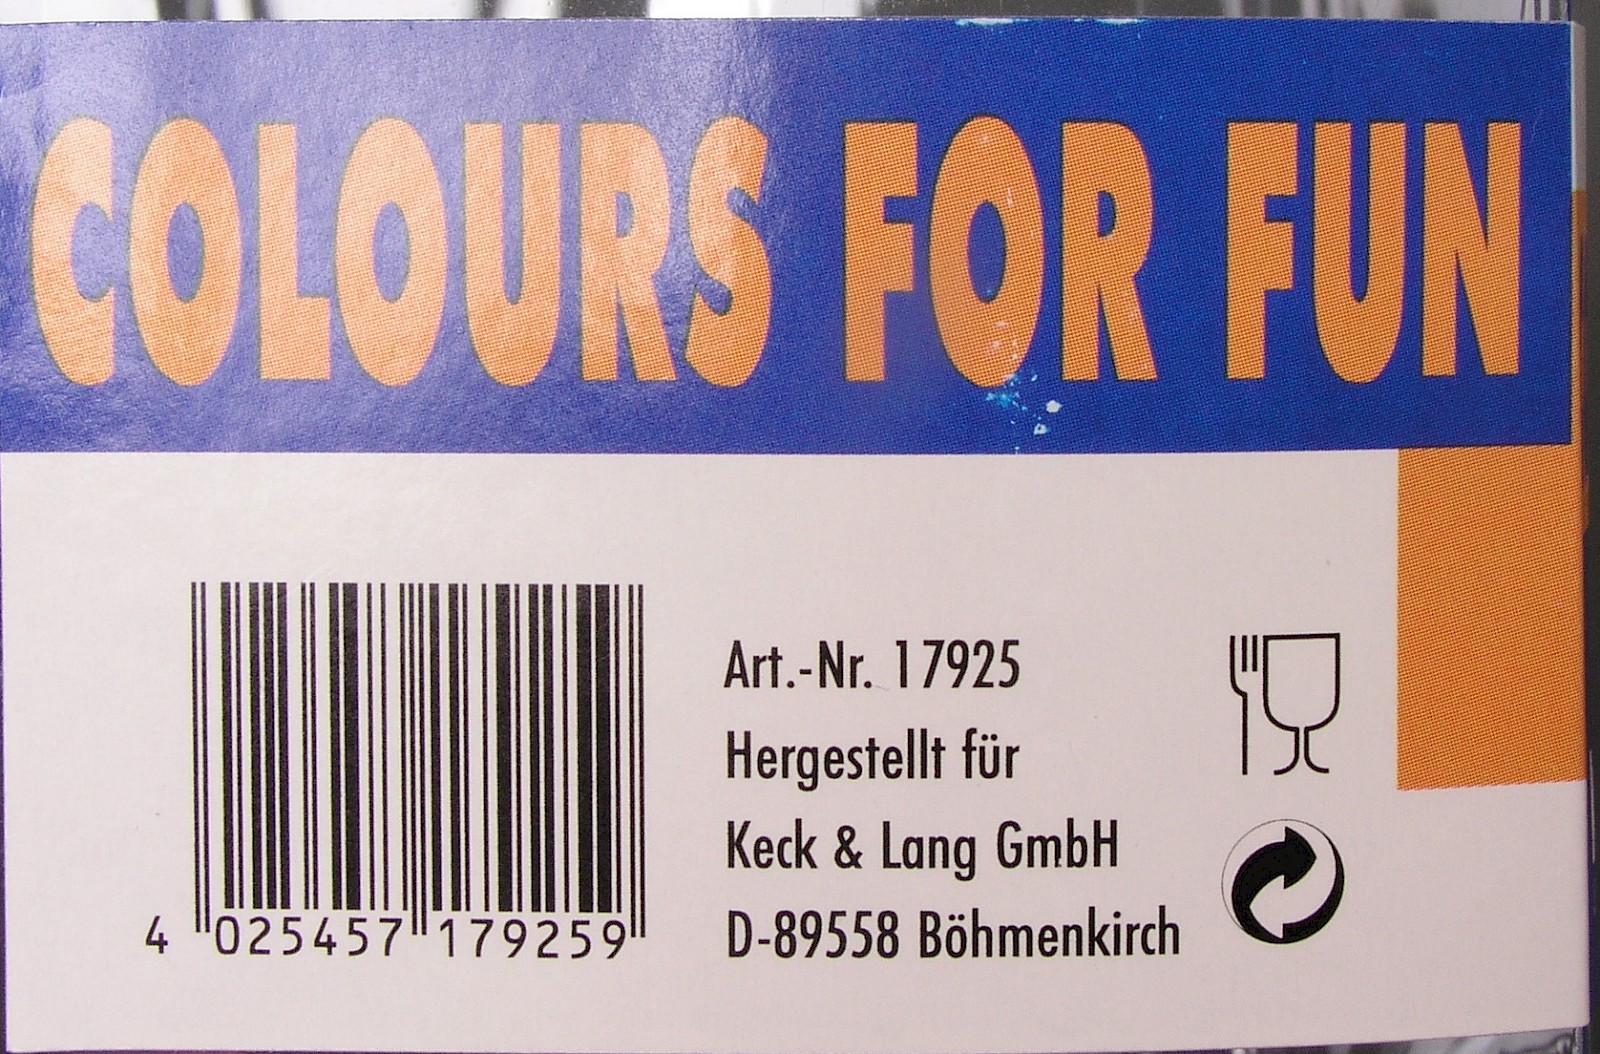 COLOURS FOR FUN
Art.-Nr. 17925
Hergestellt für
Keck & Lang GmbH
D-89558 Böhmenkirch
4 025457 179259